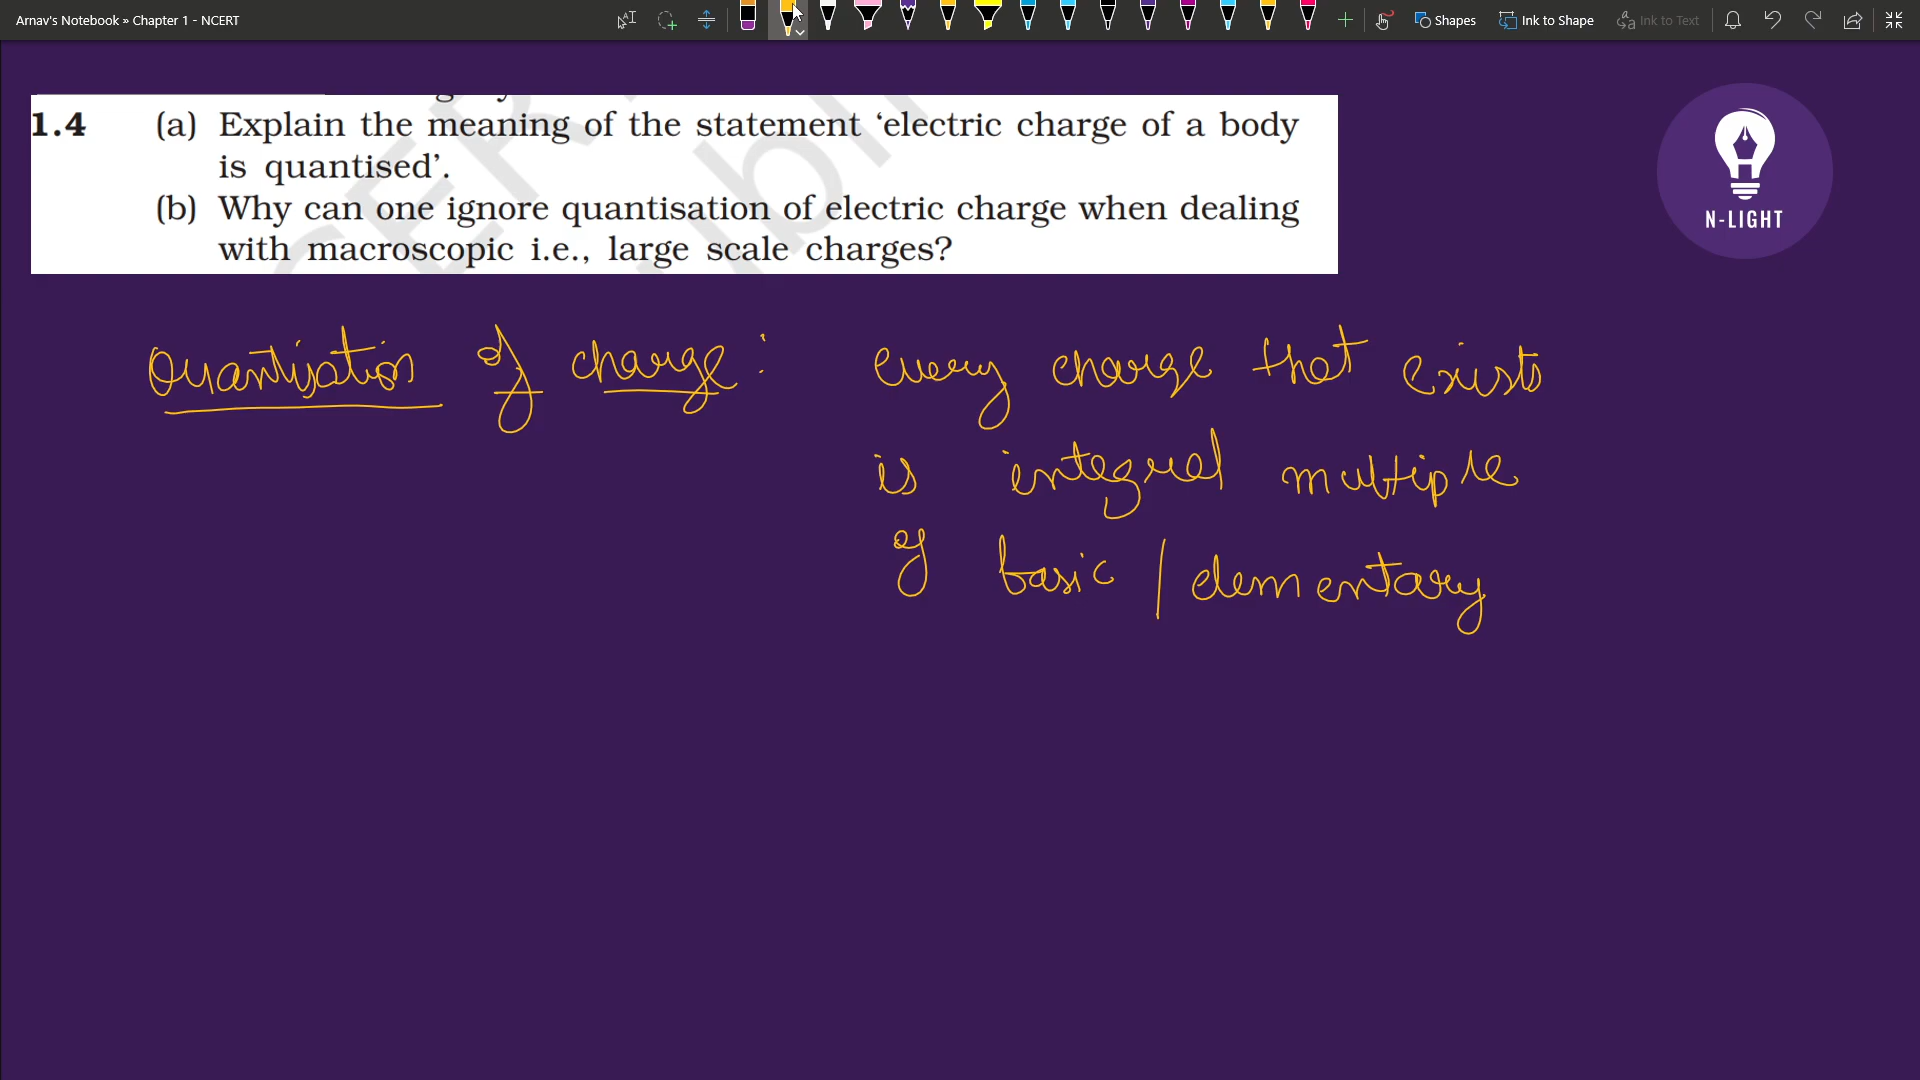 Arnav's Notebook » Chapter 1 - NCERT
Shapes
Ink to Shape
Ink to Text
1.4 (a) Explain the meaning of the statement ‘electric charge of a body
is quantised’.
(b) Why can one ignore quantisation of electric charge when dealing
with macroscopic i.e., large scale charges?
N-LIGHT
Quantisation of charge : every charge that exists
is integral multiple
of basic / elementary